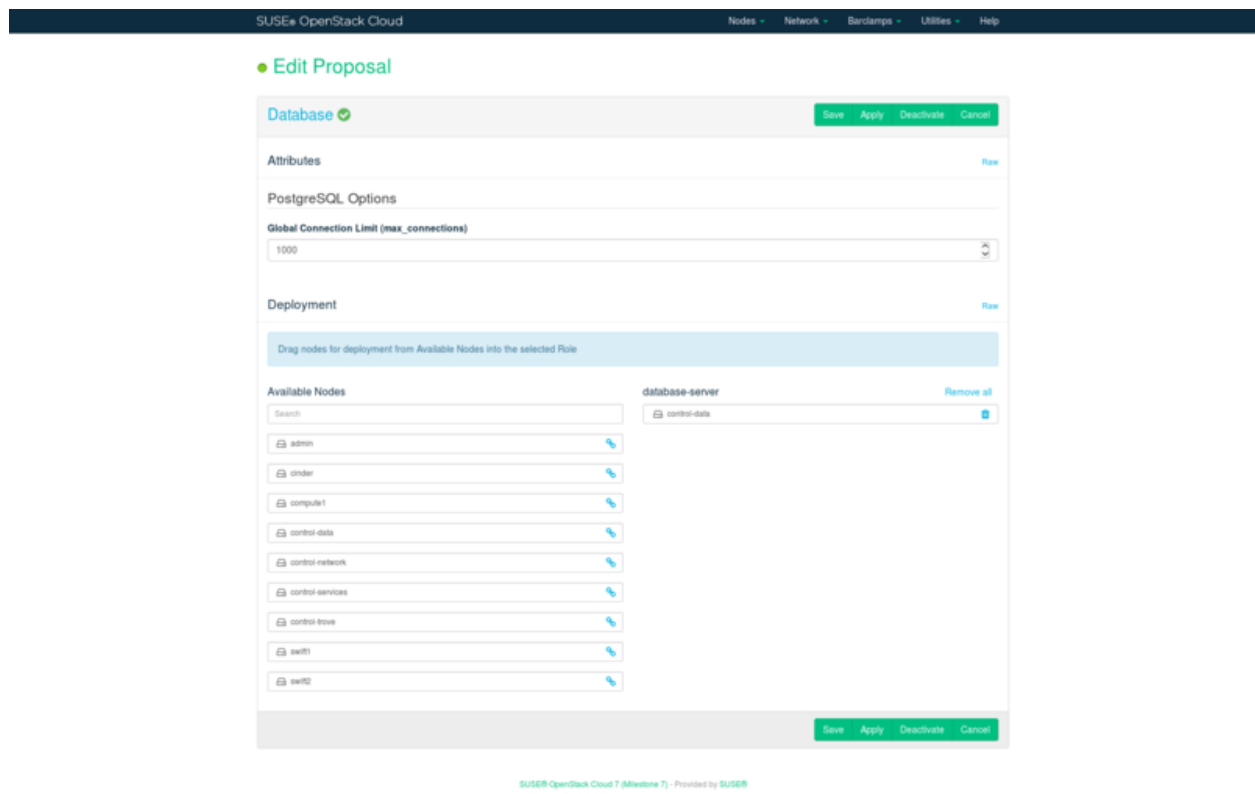 SUSE® OpenStack Cloud
Nodes Network Barclamps Utilities Help
Edit Proposal
Database
Save Apply Deactivate Cancel
Attributes
Raw
PostgreSQL Options
Global Connection Limit (max_connections)
1000
Deployment
Raw
Drag nodes for deployment from Available Nodes into the selected Role
Available Nodes
Search
admin
cinder
compute1
control-data
control-network
control-services
control-trove
swift1
swift2
database-server
Remove all
control-data
Save Apply Deactivate Cancel
SUSE® OpenStack Cloud 7 (Milestone 7) - Provided by SUSE®